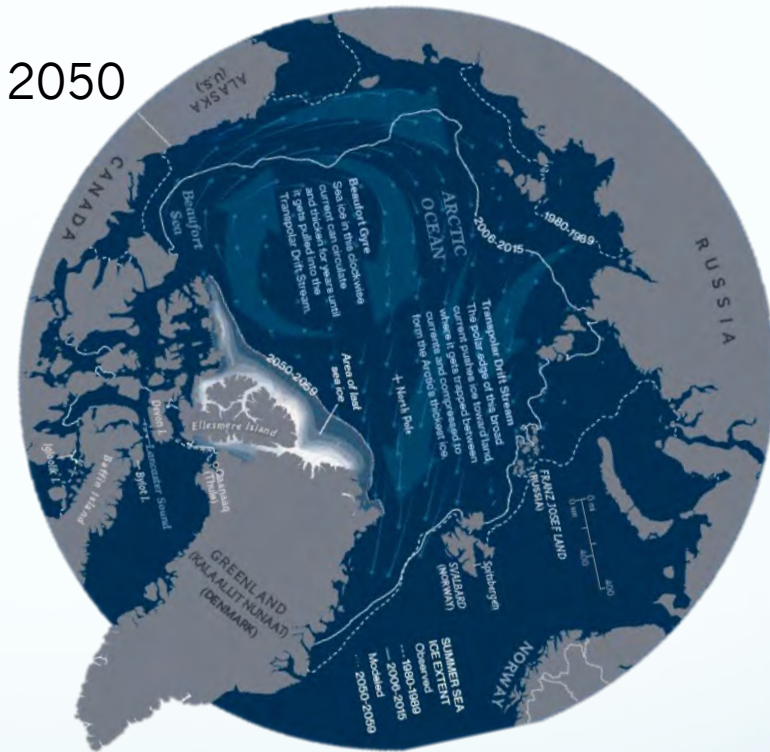 2050
ALASKA
(U.S.)
CANADA
RUSSIA
Beaufort
Sea
ARCTIC
OCEAN
Beaufort Gyre
Sea ice in this clockwise
current can circulate
and thicken for years until
it gets pulled into the
Transpolar Drift Stream.
2006-2015
1980-1989
Transpolar Drift Stream
The polar edge of this broad
current pushes ice toward land,
where it gets trapped between
currents and compressed to
form the Arctic's thickest ice.
+ North Pole
2050-2059
Area of last
sea ice
Ellesmere Island
Devon I.
Lancaster Sound
Bylot I.
Baffin Island
Igloolik I.
Qaanaaq
(Thule)
GREENLAND
(KALAALLIT NUNAAT)
(DENMARK)
FRANZ JOSEF LAND
(RUSSIA)
Spitsbergen
SVALBARD
(NORWAY)
NORWAY
0 mi 400
0 km 400
SUMMER SEA
ICE EXTENT
Observed
1980-1989
2006-2015
Modeled
2050-2059